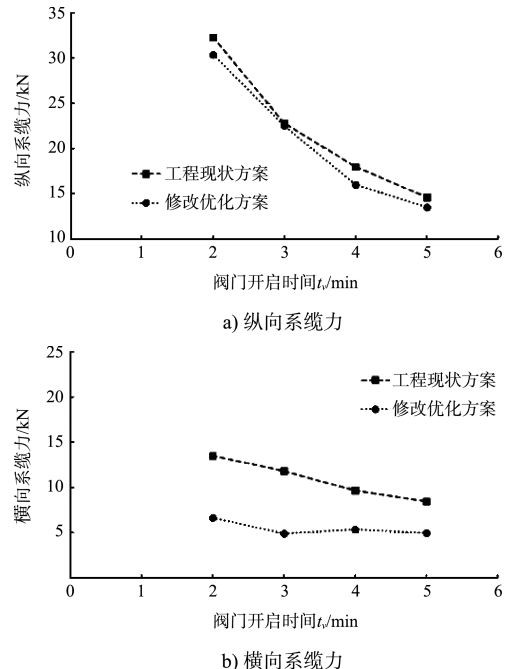 35
30
25
20
15
10
纵向系缆力/kN
工程现状方案
修改优化方案
0 1 2 3 4 5 6
阀门开启时间tv/min
a) 纵向系缆力
25
20
15
10
5
横向系缆力/kN
工程现状方案
修改优化方案
0 1 2 3 4 5 6
阀门开启时间tv/min
b) 横向系缆力